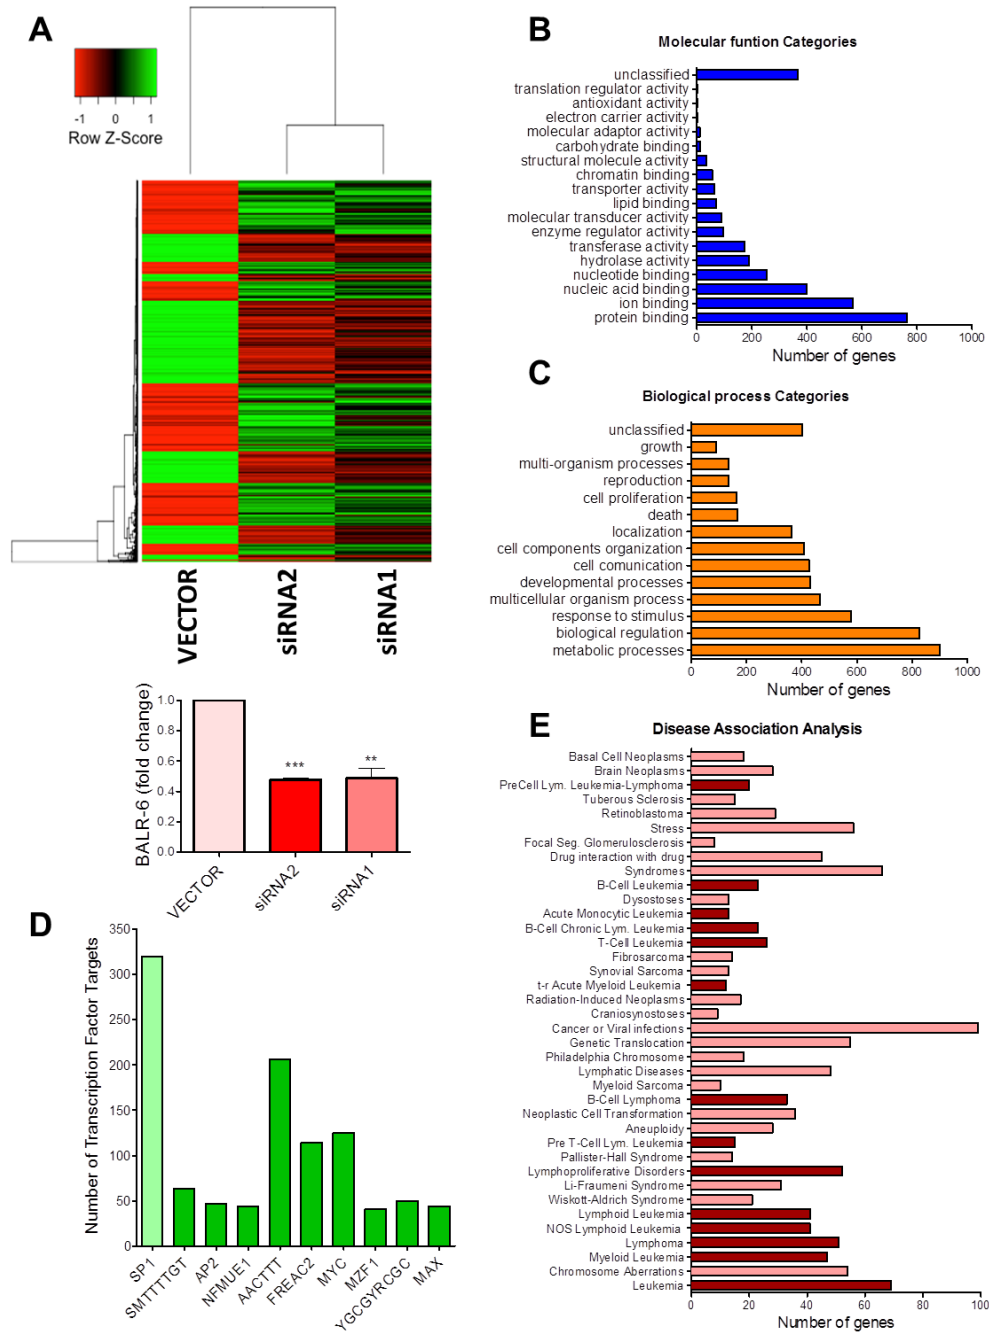 A
-1 0 1
Row Z-Score
VECTOR
siRNA2
siRNA1
BALR-6 (fold change)
1.0
0.8
0.6
0.4
0.2
0.0
***
**
VECTOR
siRNA2
siRNA1
B
Molecular funtion Categories
unclassified
translation regulator activity
antioxidant activity
electron carrier activity
molecular adaptor activity
carbohydrate binding
structural molecule activity
chromatin binding
transporter activity
lipid binding
molecular transducer activity
enzyme regulator activity
transferase activity
hydrolase activity
nucleotide binding
nucleic acid binding
ion binding
protein binding
0 200 400 600 800 1000
Number of genes
C
Biological process Categories
unclassified
growth
multi-organism processes
reproduction
cell proliferation
death
localization
cell components organization
cell comunication
developmental processes
multicellular organism process
response to stimulus
biological regulation
metabolic processes
0 200 400 600 800 1000
Number of genes
D
Number of Transcription Factor Targets
350
300
250
200
150
100
50
0
SP1
SMTTTTGT
AP2
NFMUE1
AACTTT
FREAC2
MYC
MZF1
YGCGYRCGC
MAX
E
Disease Association Analysis
Basal Cell Neoplasms
Brain Neoplasms
PreCell Lym. Leukemia-Lymphoma
Tuberous Sclerosis
Retinoblastoma
Stress
Focal Seg. Glomerulosclerosis
Drug interaction with drug
Syndromes
B-Cell Leukemia
Dysostoses
Acute Monocytic Leukemia
B-Cell Chronic Lym. Leukemia
T-Cell Leukemia
Fibrosarcoma
Synovial Sarcoma
t-r Acute Myeloid Leukemia
Radiation-Induced Neoplasms
Craniosynostoses
Cancer or Viral infections
Genetic Translocation
Philadelphia Chromosome
Lymphatic Diseases
Myeloid Sarcoma
B-Cell Lymphoma
Neoplastic Cell Transformation
Aneuploidy
Pre T-Cell Lym. Leukemia
Pallister-Hall Syndrome
Lymphoproliferative Disorders
Li-Fraumeni Syndrome
Wiskott-Aldrich Syndrome
Lymphoid Leukemia
NOS Lymphoid Leukemia
Lymphoma
Myeloid Leukemia
Chromosome Aberrations
Leukemia
0 20 40 60 80 100
Number of genes